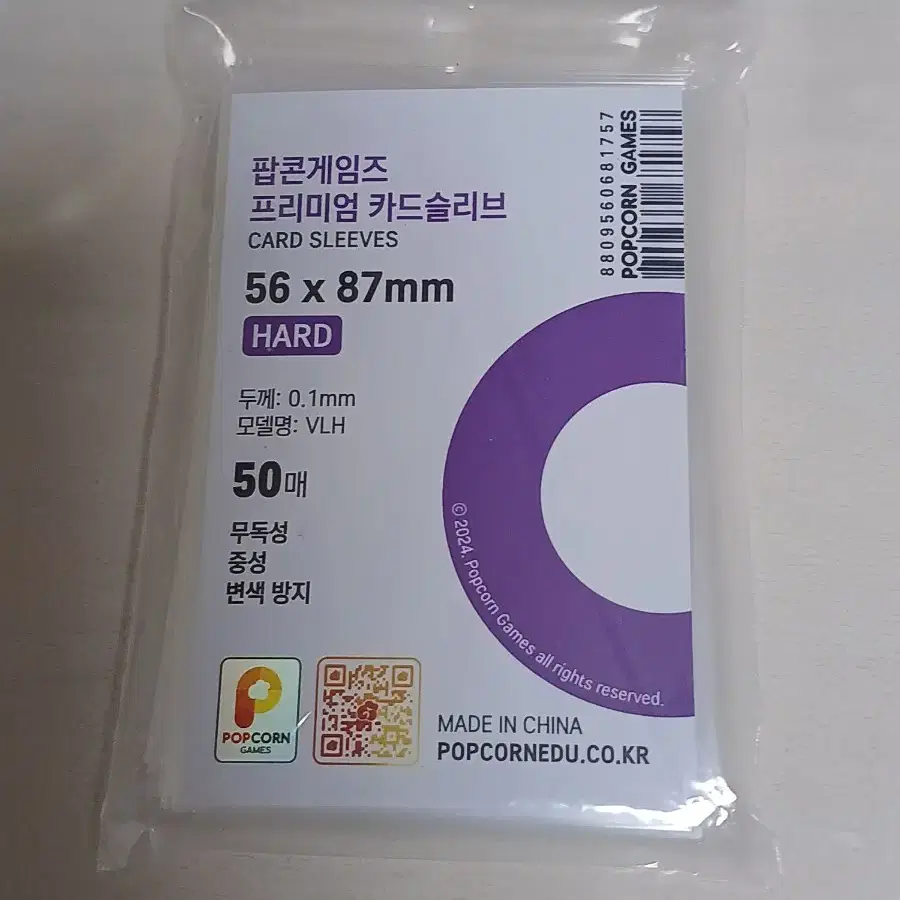 팝콘게임즈
프리미엄 카드슬리브
CARD SLEEVES
56 x 87mm
HARD
두께: 0.1mm
모델명: VLH
50매
무독성
중성
변색 방지
8809560681757
POPCORN GAMES
© 2024. Popcorn Games all rights reserved.
POPCORN
GAMES
MADE IN CHINA
POPCORNEDU.CO.KR